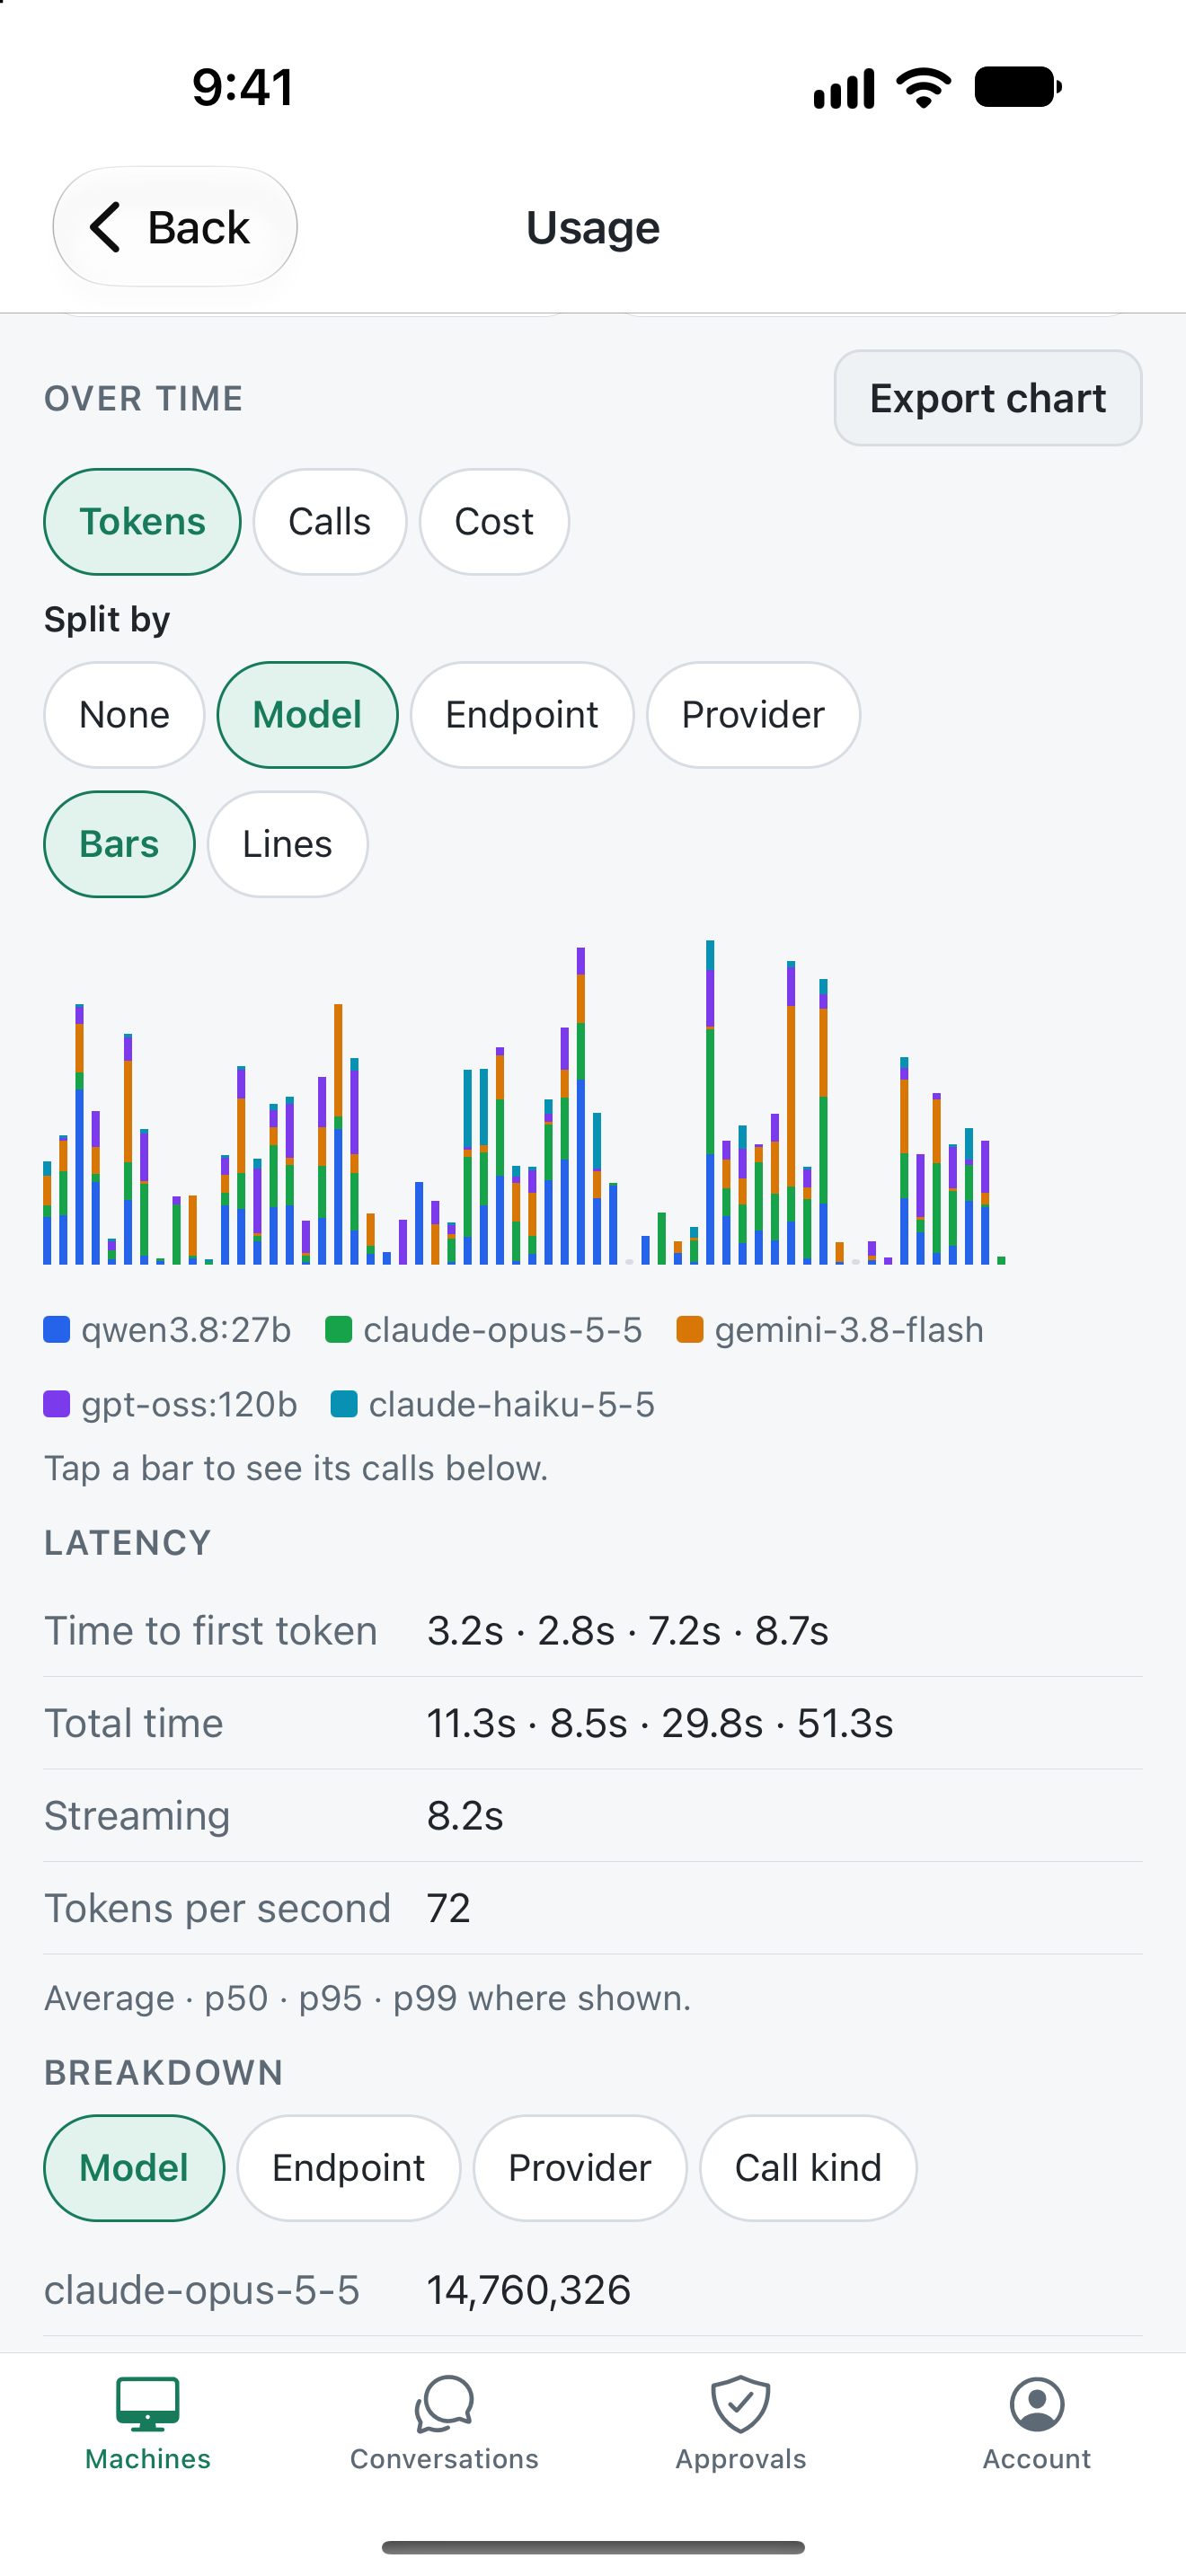 9:41
Back
Usage
OVER TIME
Export chart
Tokens
Calls
Cost
Split by
None
Model
Endpoint
Provider
Bars
Lines
qwen3.8:27b
claude-opus-5-5
gemini-3.8-flash
gpt-oss:120b
claude-haiku-5-5
Tap a bar to see its calls below.
LATENCY
Time to first token 3.2s · 2.8s · 7.2s · 8.7s
Total time 11.3s · 8.5s · 29.8s · 51.3s
Streaming 8.2s
Tokens per second 72
Average · p50 · p95 · p99 where shown.
BREAKDOWN
Model
Endpoint
Provider
Call kind
claude-opus-5-5 14,760,326
Machines
Conversations
Approvals
Account